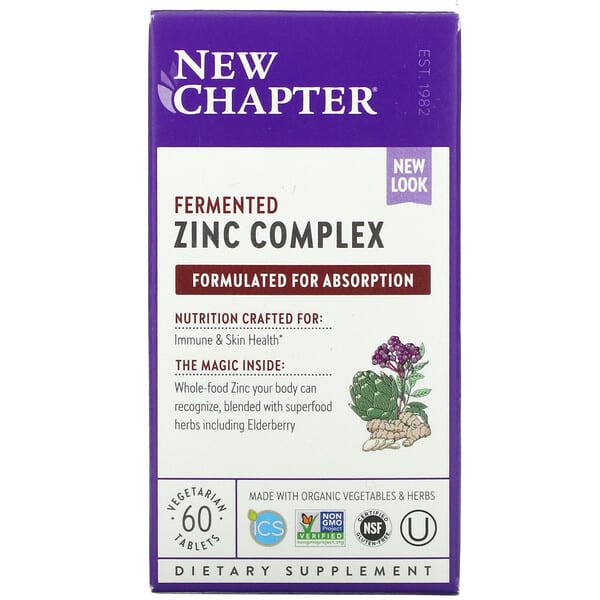 NEW
CHAPTER®
EST. 1982
NEW
LOOK
FERMENTED
ZINC COMPLEX
FORMULATED FOR ABSORPTION
NUTRITION CRAFTED FOR:
Immune & Skin Health*
THE MAGIC INSIDE:
Whole-food Zinc your body can
recognize, blended with superfood
herbs including Elderberry
VEGETARIAN
60
TABLETS
MADE WITH ORGANIC VEGETABLES & HERBS
ICS
NON
GMO
Project
VERIFIED
nongmoproject.org
CERTIFIED
NSF
GLUTEN-FREE
U
DIETARY SUPPLEMENT